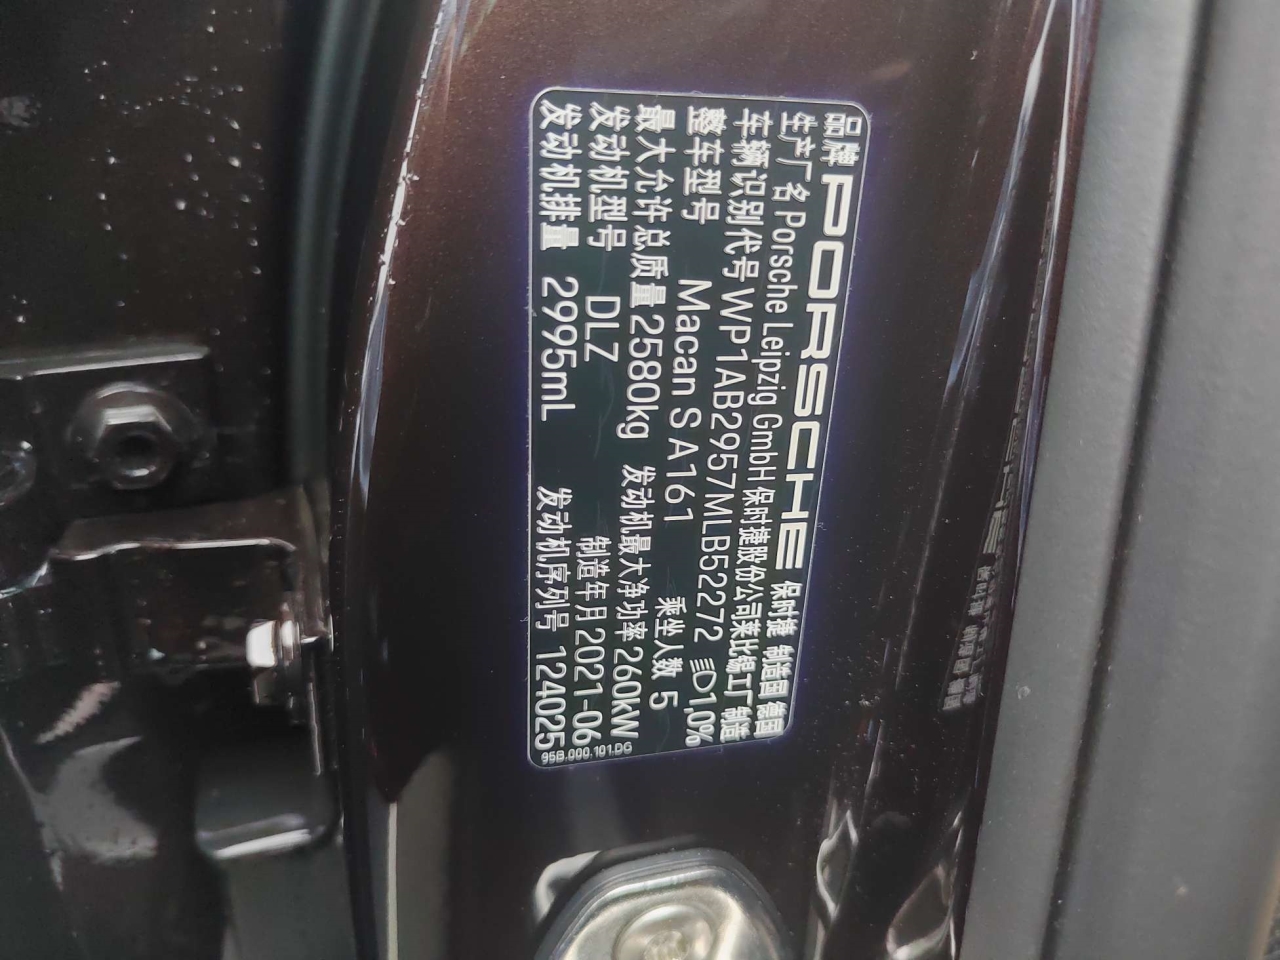 品牌 PORSCHE 保时捷 制造国 德国
生产厂名 Porsche Leipzig GmbH 保时捷股份公司莱比锡工厂 制造
车辆识别代号 WP1AB2957MLB52272 1,0%
整车型号 Macan S A161 乘坐人数 5
最大允许总质量 2580kg 发动机最大净功率 260kW
发动机型号 DLZ 制造年月 2021-06
发动机排量 2995mL 发动机序列号 124025
95B.000.101.DG